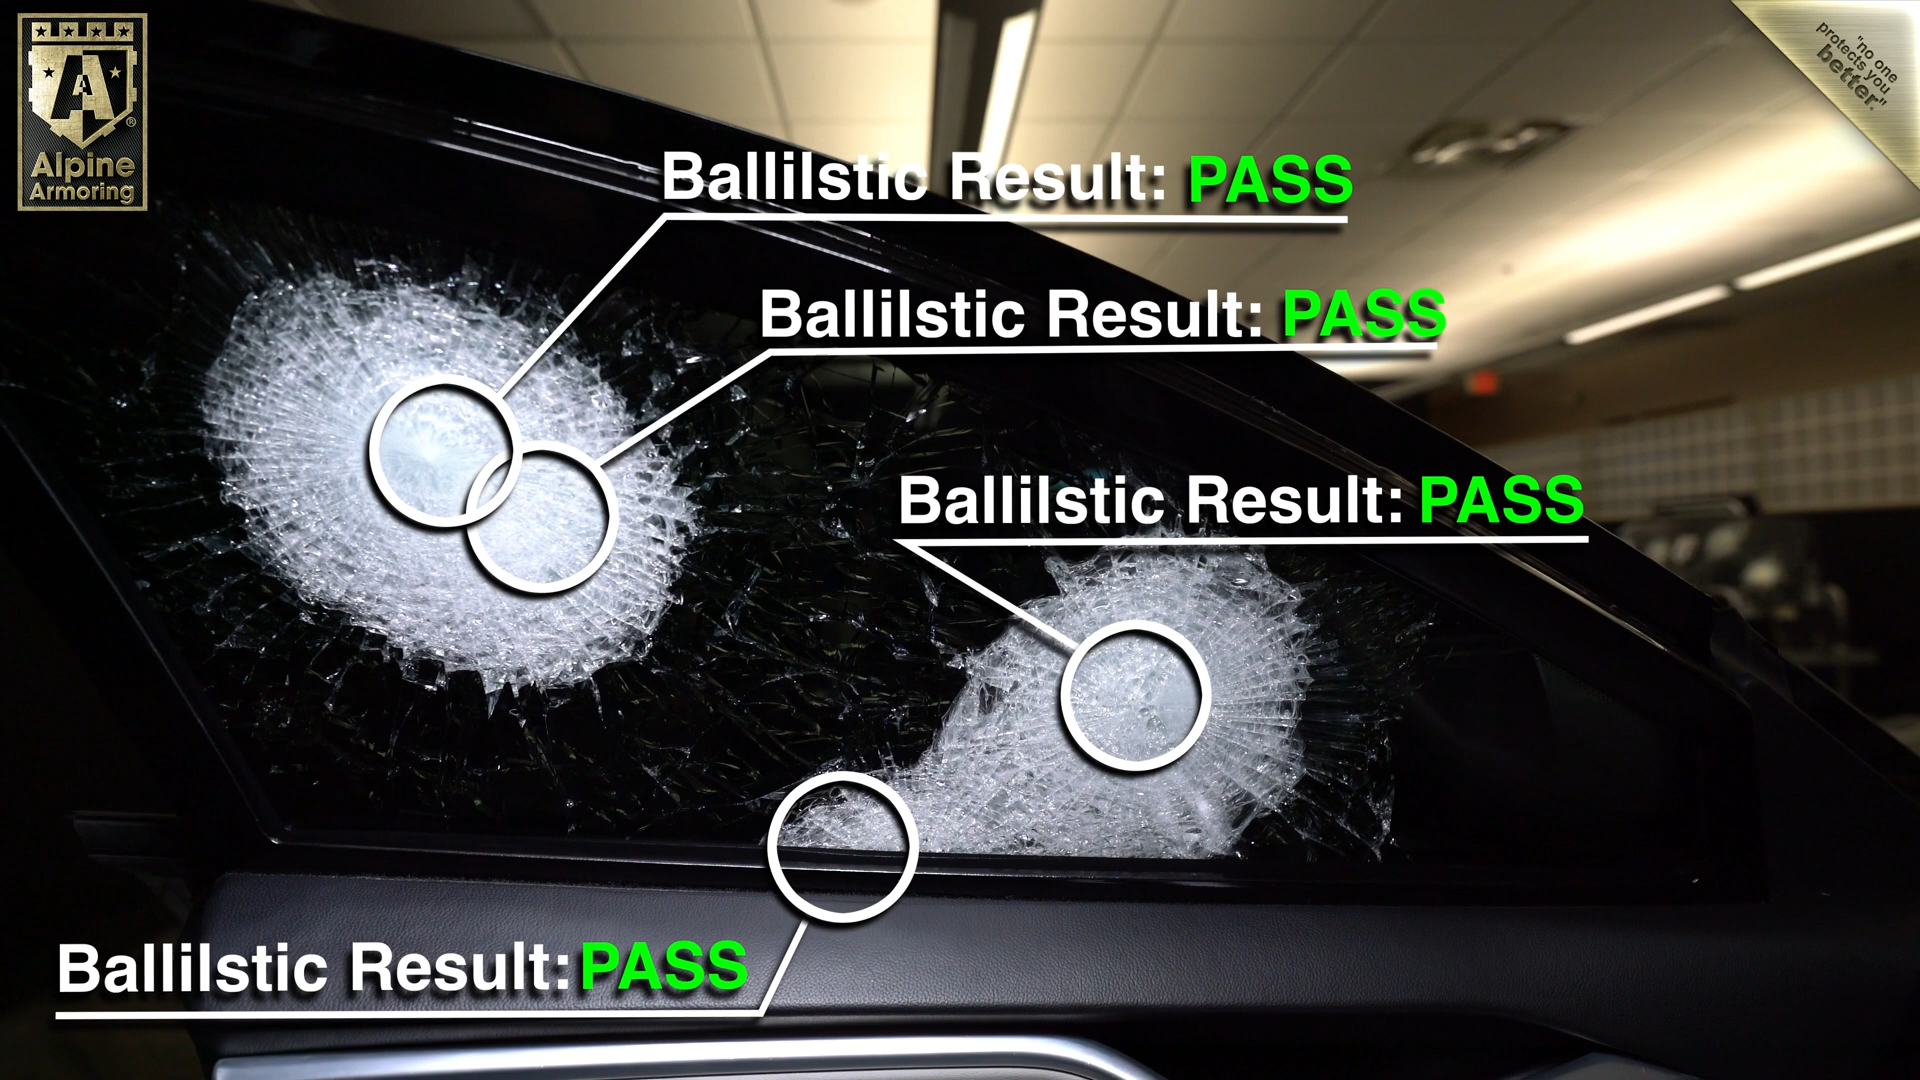 A
A
®
Alpine
Armoring
"no one
protects you
better."
Ballilstic Result: PASS
Ballilstic Result: PASS
Ballilstic Result: PASS
Ballilstic Result: PASS